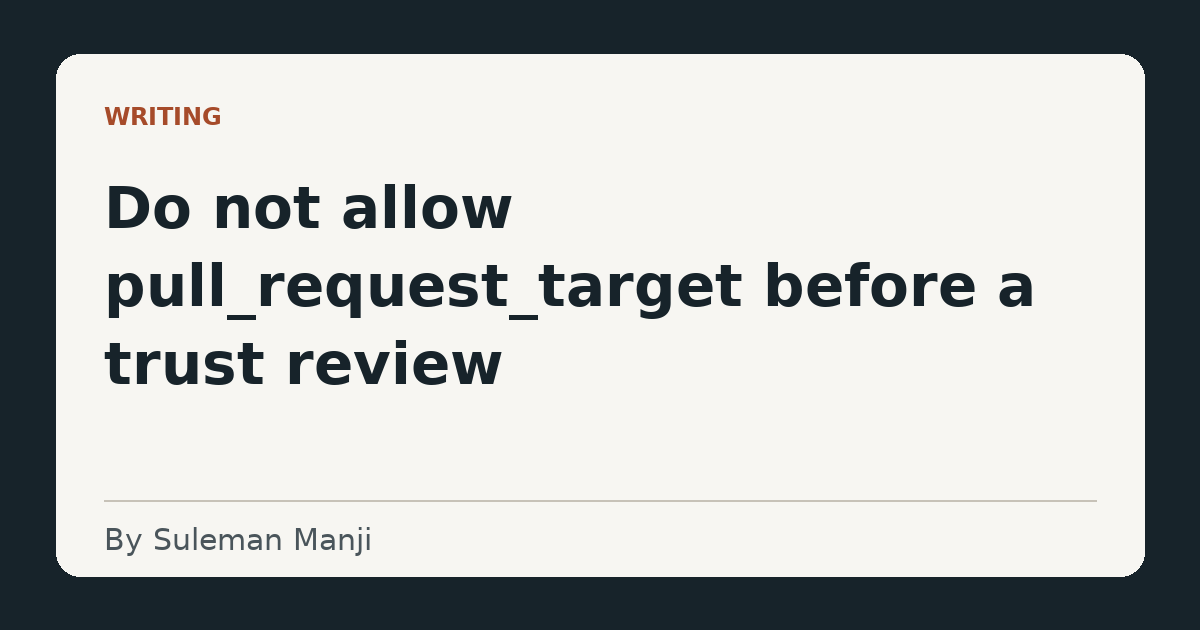 WRITING
Do not allow
pull_request_target before a
trust review
By Suleman Manji